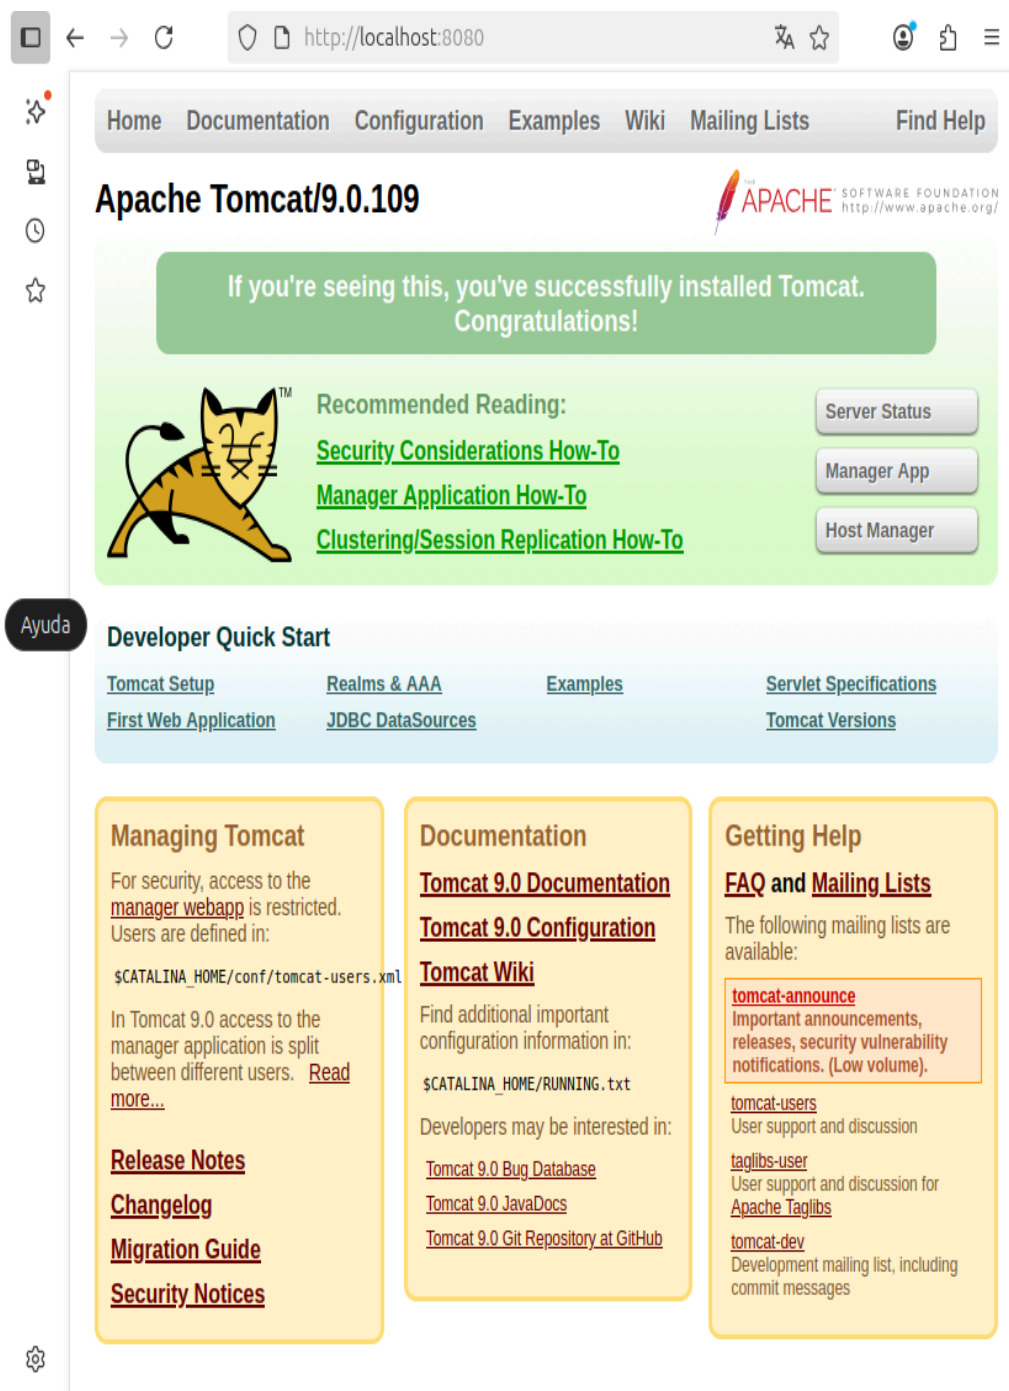 http://localhost:8080
Home Documentation Configuration Examples Wiki Mailing Lists Find Help
Apache Tomcat/9.0.109
THE
APACHE SOFTWARE FOUNDATION
http://www.apache.org/
If you're seeing this, you've successfully installed Tomcat.
Congratulations!
TM
Recommended Reading:
Security Considerations How-To
Manager Application How-To
Clustering/Session Replication How-To
Server Status
Manager App
Host Manager
Ayuda
Developer Quick Start
Tomcat Setup
First Web Application
Realms & AAA
JDBC DataSources
Examples
Servlet Specifications
Tomcat Versions
Managing Tomcat
For security, access to the
manager webapp is restricted.
Users are defined in:
$CATALINA_HOME/conf/tomcat-users.xml
In Tomcat 9.0 access to the
manager application is split
between different users. Read
more...
Release Notes
Changelog
Migration Guide
Security Notices
Documentation
Tomcat 9.0 Documentation
Tomcat 9.0 Configuration
Tomcat Wiki
Find additional important
configuration information in:
$CATALINA_HOME/RUNNING.txt
Developers may be interested in:
Tomcat 9.0 Bug Database
Tomcat 9.0 JavaDocs
Tomcat 9.0 Git Repository at GitHub
Getting Help
FAQ and Mailing Lists
The following mailing lists are
available:
tomcat-announce
Important announcements,
releases, security vulnerability
notifications. (Low volume).
tomcat-users
User support and discussion
taglibs-user
User support and discussion for
Apache Taglibs
tomcat-dev
Development mailing list, including
commit messages